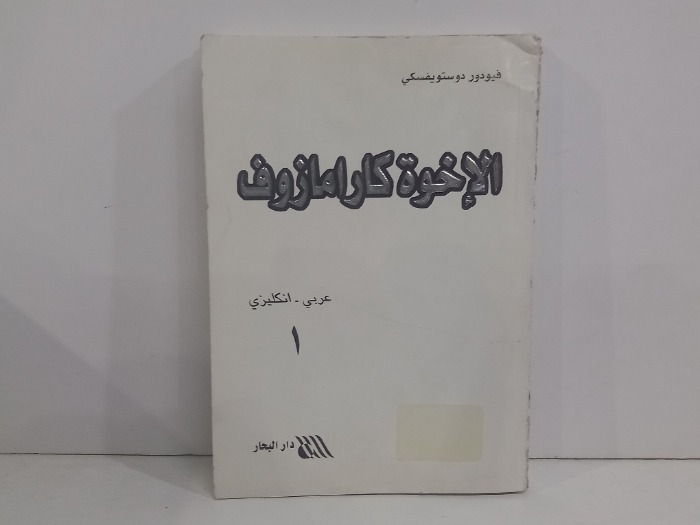 فيودور دوستويفسكي
الإخوة كارامازوف
عربي - انكليزي
١
دار البحار